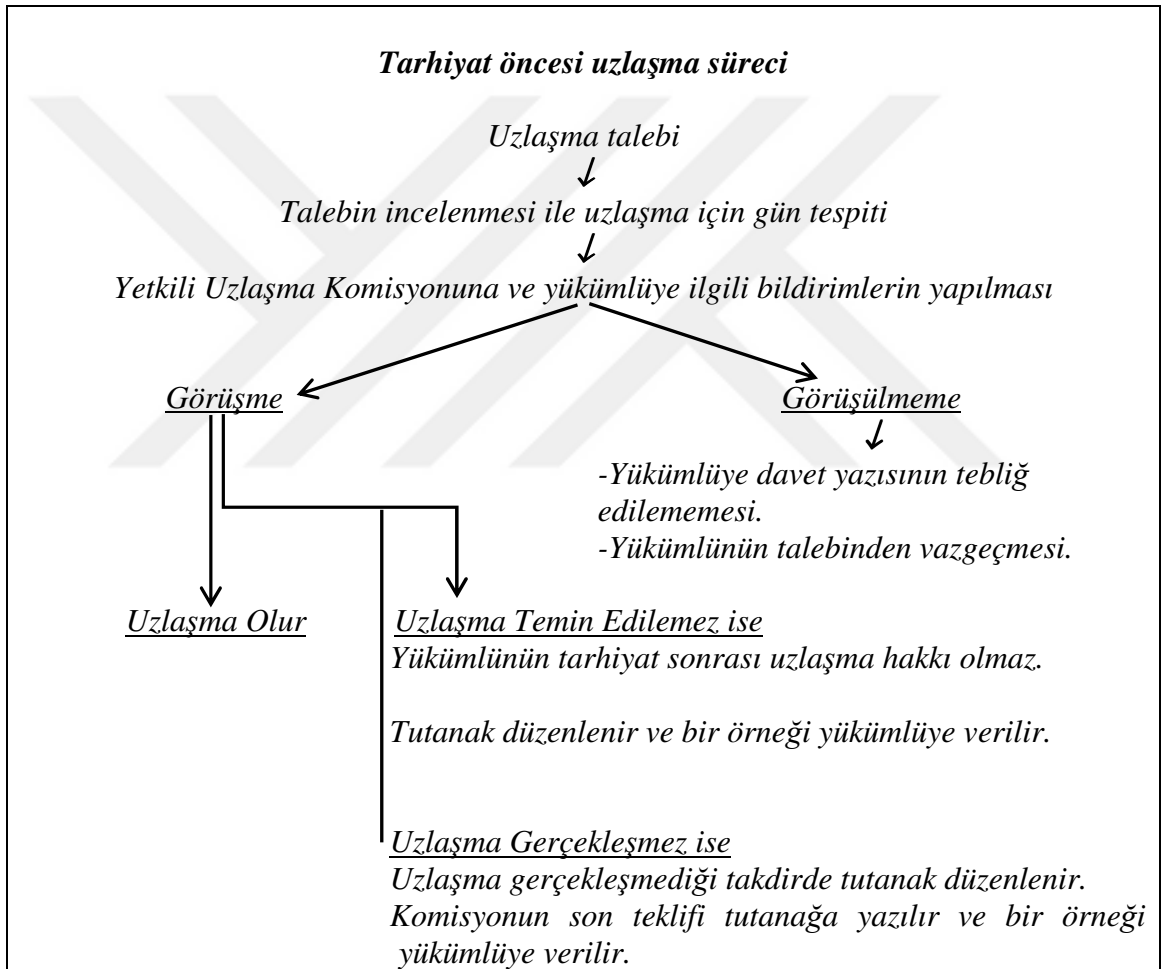 Tarhiyat öncesi uzlaşma süreci
Uzlaşma talebi
Talebin incelenmesi ile uzlaşma için gün tespiti
Yetkili Uzlaşma Komisyonuna ve yükümlüye ilgili bildirimlerin yapılması
Görüşme
Görüşülmeme
-Yükümlüye davet yazısının tebliğ
edilememesi.
-Yükümlünün talebinden vazgeçmesi.
Uzlaşma Olur
Uzlaşma Temin Edilemez ise
Yükümlünün tarhiyat sonrası uzlaşma hakkı olmaz.
Tutanak düzenlenir ve bir örneği yükümlüye verilir.
Uzlaşma Gerçekleşmez ise
Uzlaşma gerçekleşmediği takdirde tutanak düzenlenir.
Komisyonun son teklifi tutanağa yazılır ve bir örneği
yükümlüye verilir.